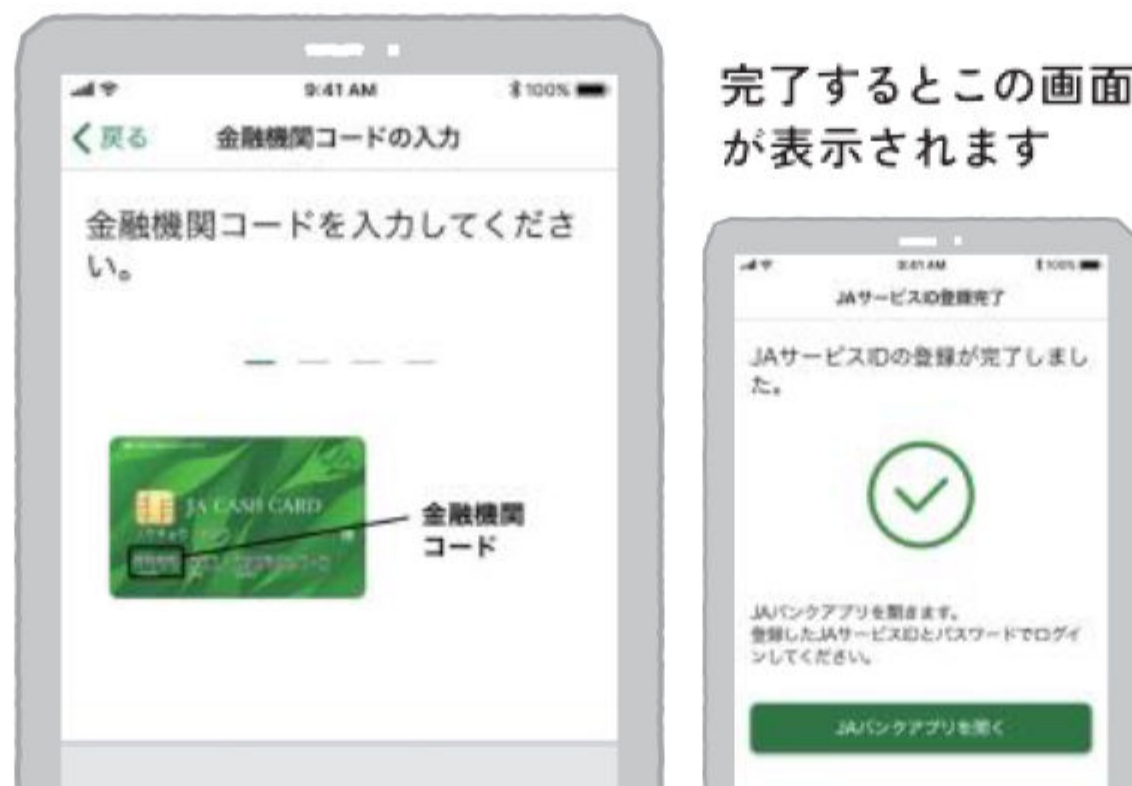 9:41 AM
100%
戻る
金融機関コードの入力
金融機関コードを入力してくださ
い。
JA CASH CARD
金融機関
コード
完了するとこの画面
が表示されます
9:41 AM
100%
JAサービスID登録完了
JAサービスIDの登録が完了しまし
た。
JAバンクアプリを開きます。
登録したJAサービスIDとパスワードでログイ
ンしてください。
JAバンクアプリを開く